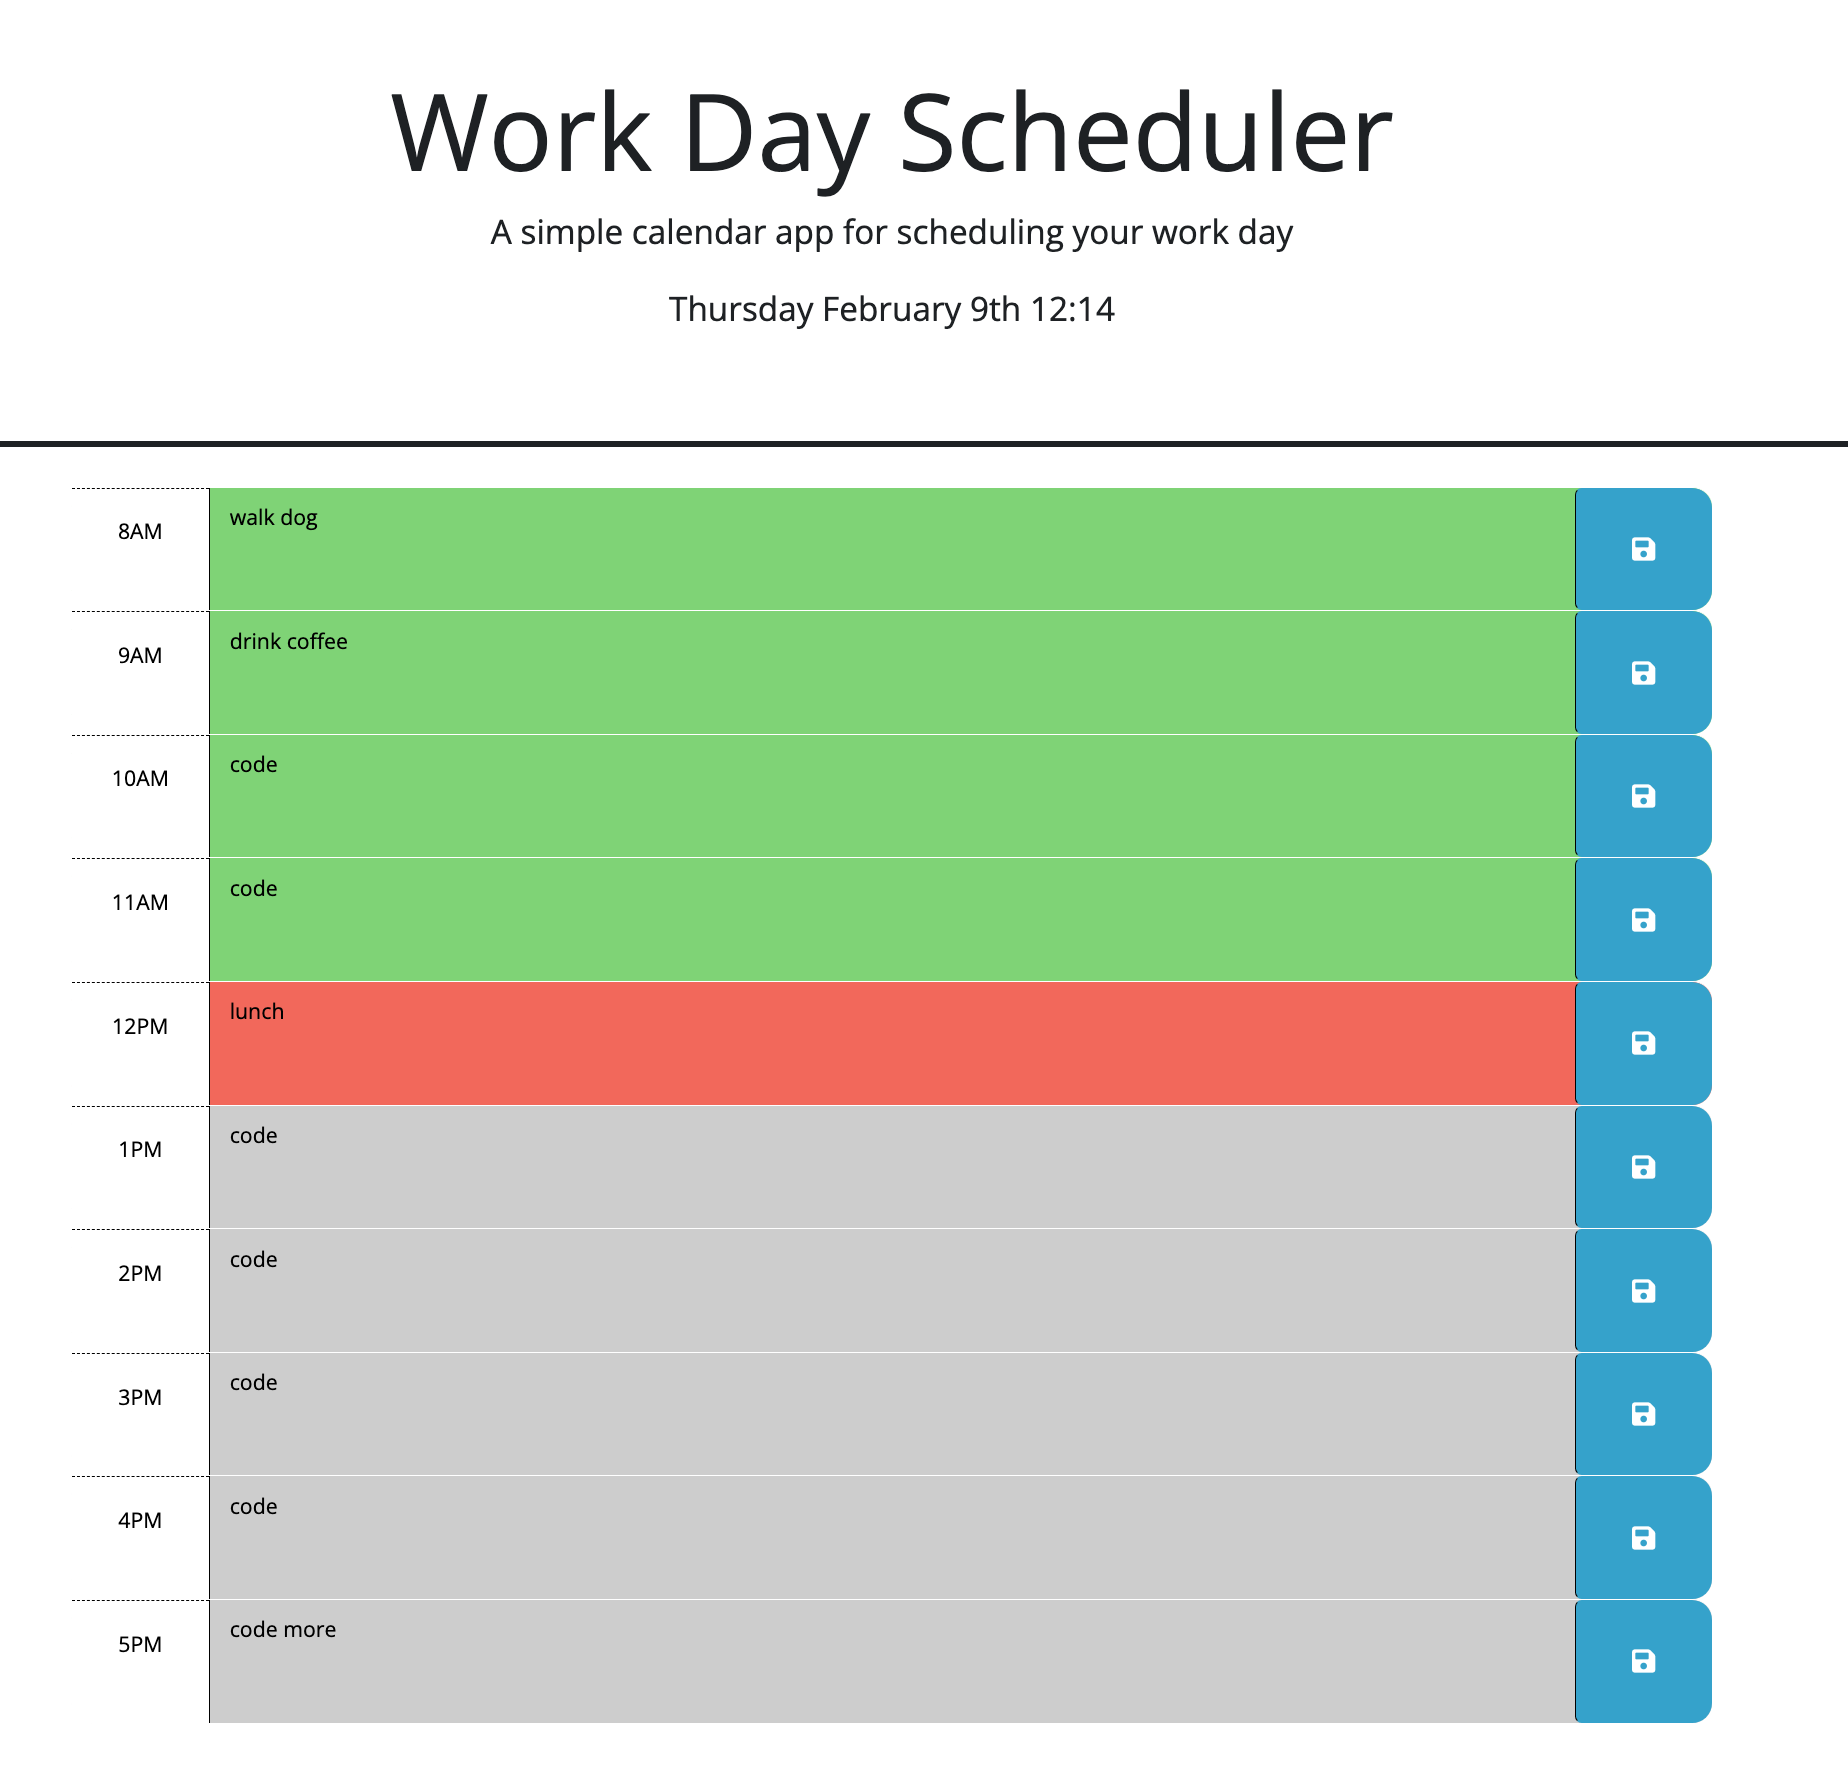 Work Day Scheduler
A simple calendar app for scheduling your work day
Thursday February 9th 12:14
8AM walk dog
9AM drink coffee
10AM code
11AM code
12PM lunch
1PM code
2PM code
3PM code
4PM code
5PM code more